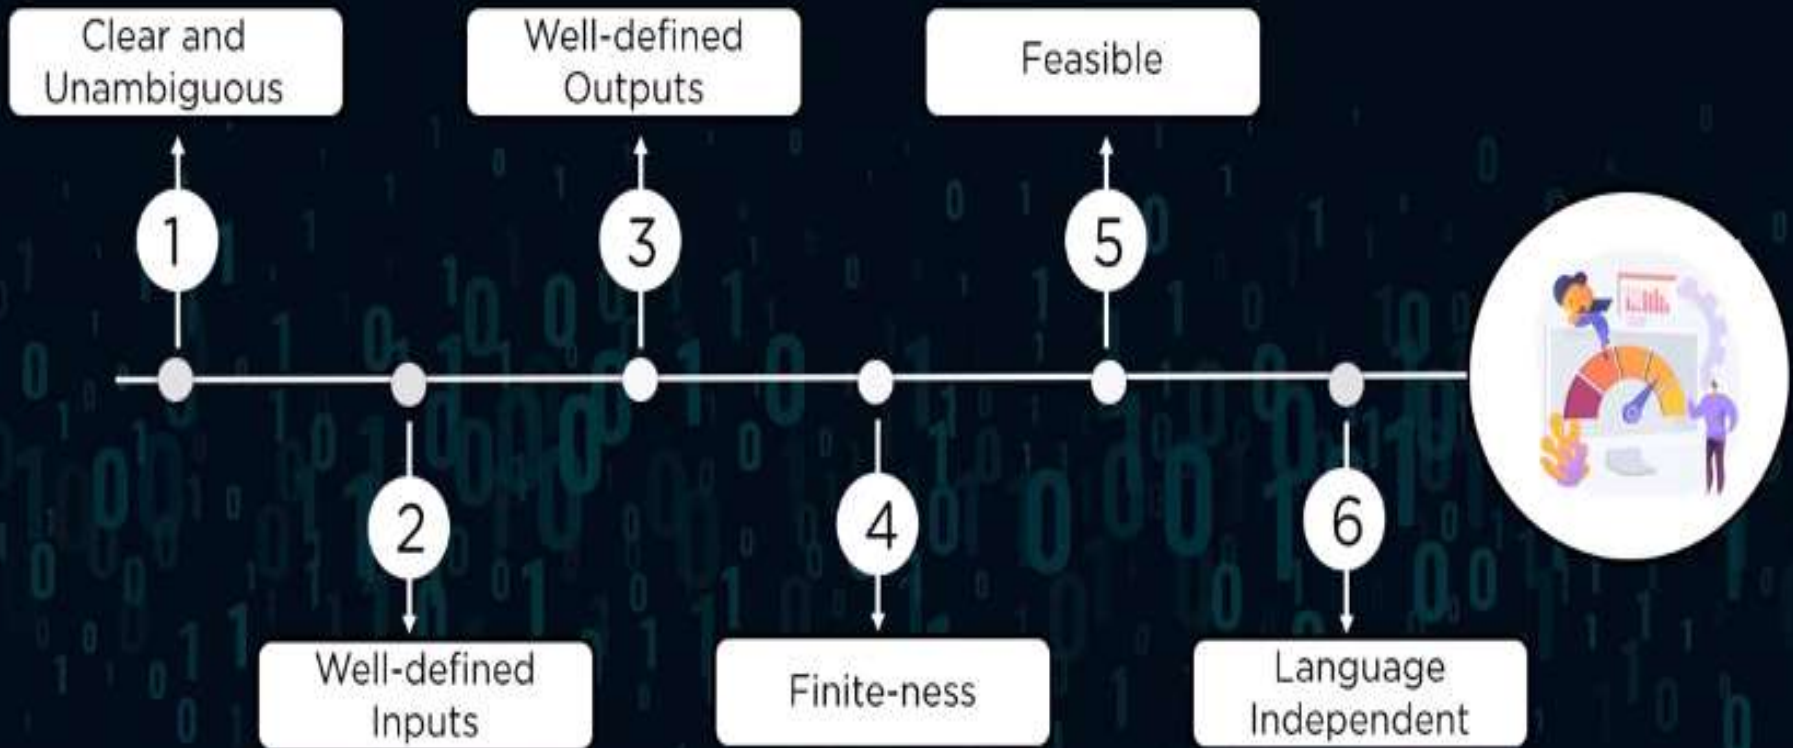 Clear and
Unambiguous
1
2
Well-defined
Inputs
Well-defined
Outputs
3
4
Finite-ness
Feasible
5
6
Language
Independent